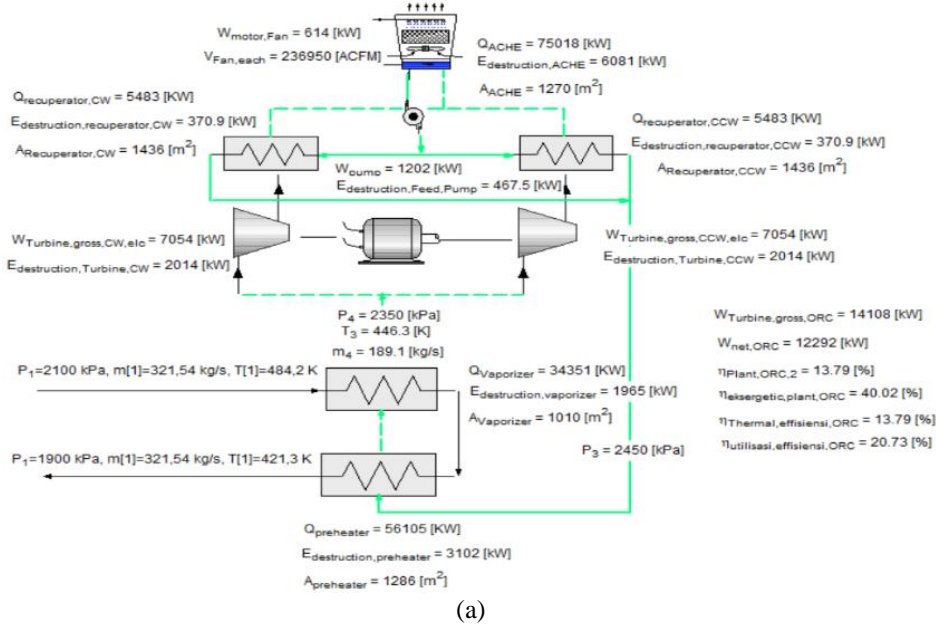 W_motor,Fan = 614 [kW]
V_Fan,each = 236950 [ACFM]
Q_ACHE = 75018 [kW]
E_destruction,ACHE = 6081 [kW]
A_ACHE = 1270 [m²]
Q_recuperator,CW = 5483 [KW]
E_destruction,recuperator,CW = 370.9 [kW]
A_Recuperator,CW = 1436 [m²]
Q_recuperator,CCW = 5483 [KW]
E_destruction,recuperator,CCW = 370.9 [kW]
A_Recuperator,CCW = 1436 [m²]
W_pump = 1202 [kW]
E_destruction,Feed,Pump = 467.5 [kW]
W_Turbine,gross,CW,elc = 7054 [kW]
E_destruction,Turbine,CW = 2014 [kW]
W_Turbine,gross,CCW,elc = 7054 [kW]
E_destruction,Turbine,CCW = 2014 [kW]
P₄ = 2350 [kPa]
T₃ = 446.3 [K]
m₄ = 189.1 [kg/s]
W_Turbine,gross,ORC = 14108 [kW]
W_net,ORC = 12292 [kW]
η_Plant,ORC,2 = 13.79 [%]
η_eksergetic,plant,ORC = 40.02 [%]
η_Thermal,effisiensi,ORC = 13.79 [%]
η_utilisasi,effisiensi,ORC = 20.73 [%]
P₁=2100 kPa, m[1]=321,54 kg/s, T[1]=484,2 K
Q_Vaporizer = 34351 [KW]
E_destruction,vaporizer = 1965 [kW]
A_Vaporizer = 1010 [m²]
P₃ = 2450 [kPa]
P₁=1900 kPa, m[1]=321,54 kg/s, T[1]=421,3 K
Q_preheater = 56105 [KW]
E_destruction,preheater = 3102 [kW]
A_preheater = 1286 [m²]
(a)